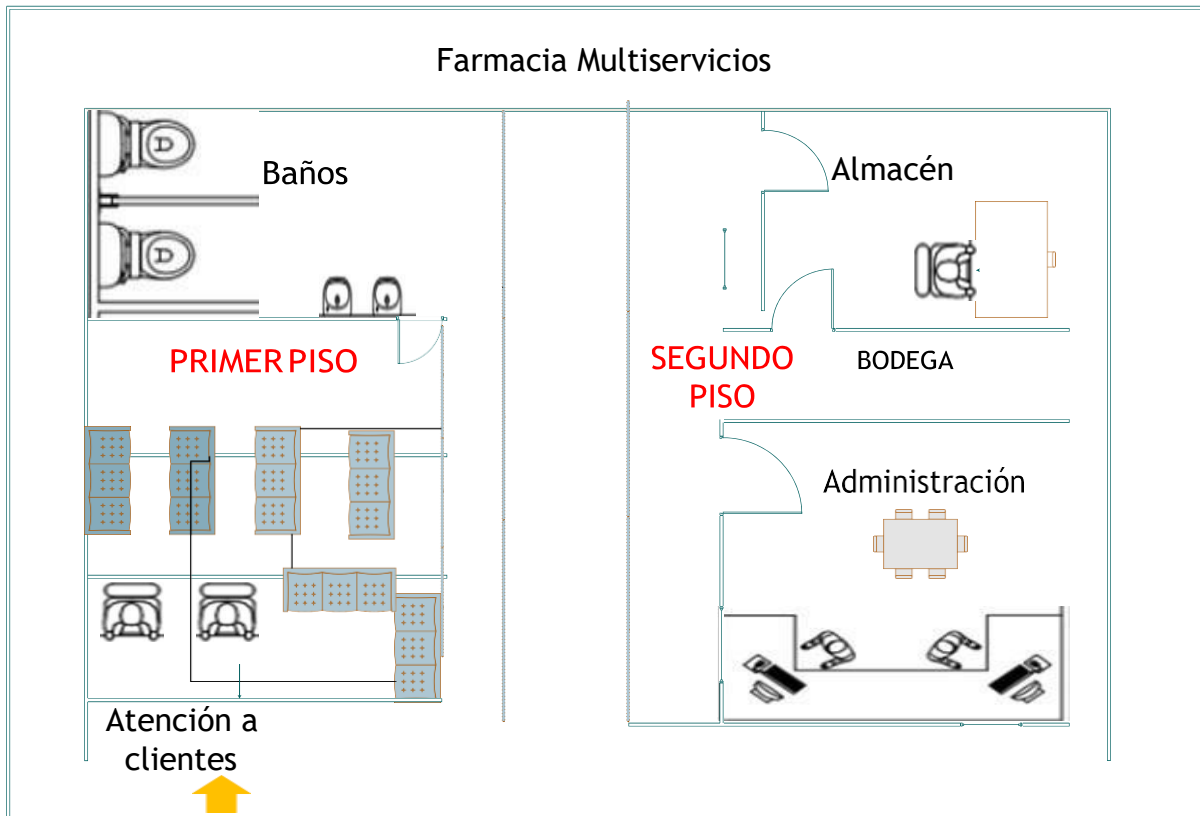 Farmacia Multiservicios
Baños
Almacén
PRIMER PISO
SEGUNDO
PISO
BODEGA
Administración
Atención a
clientes